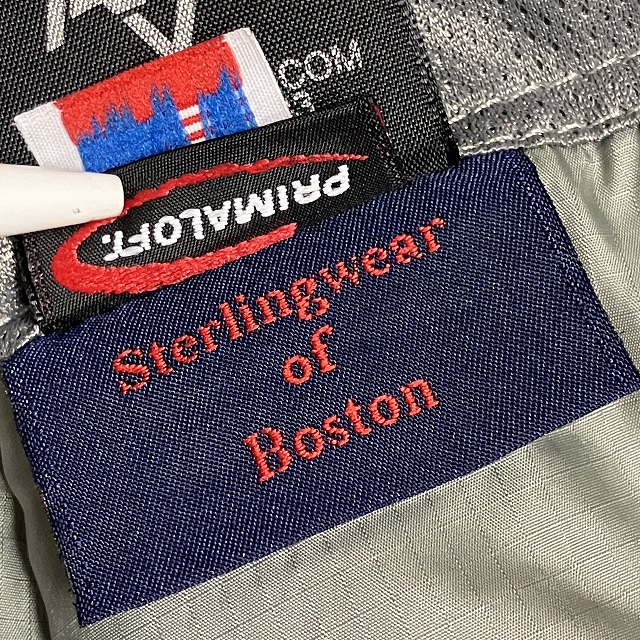 .COM
PRIMALOFT.
Sterlingwear
of
Boston